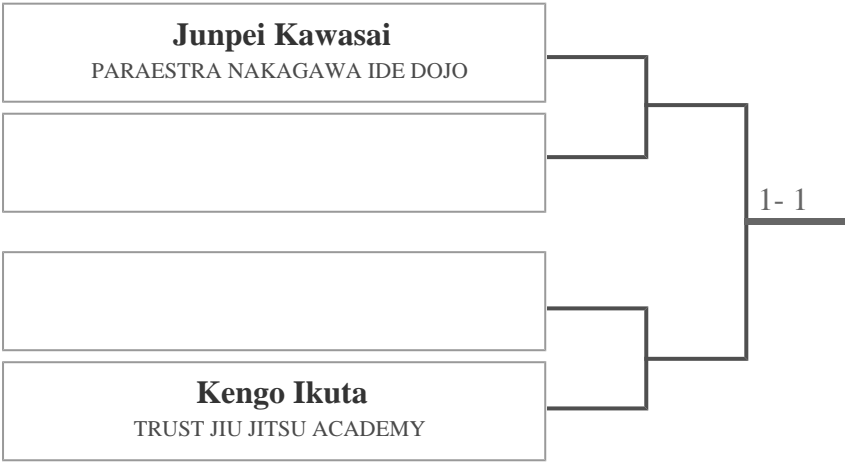 Junpei Kawasai
PARAESTRA NAKAGAWA IDE DOJO
1- 1
Kengo Ikuta
TRUST JIU JITSU ACADEMY